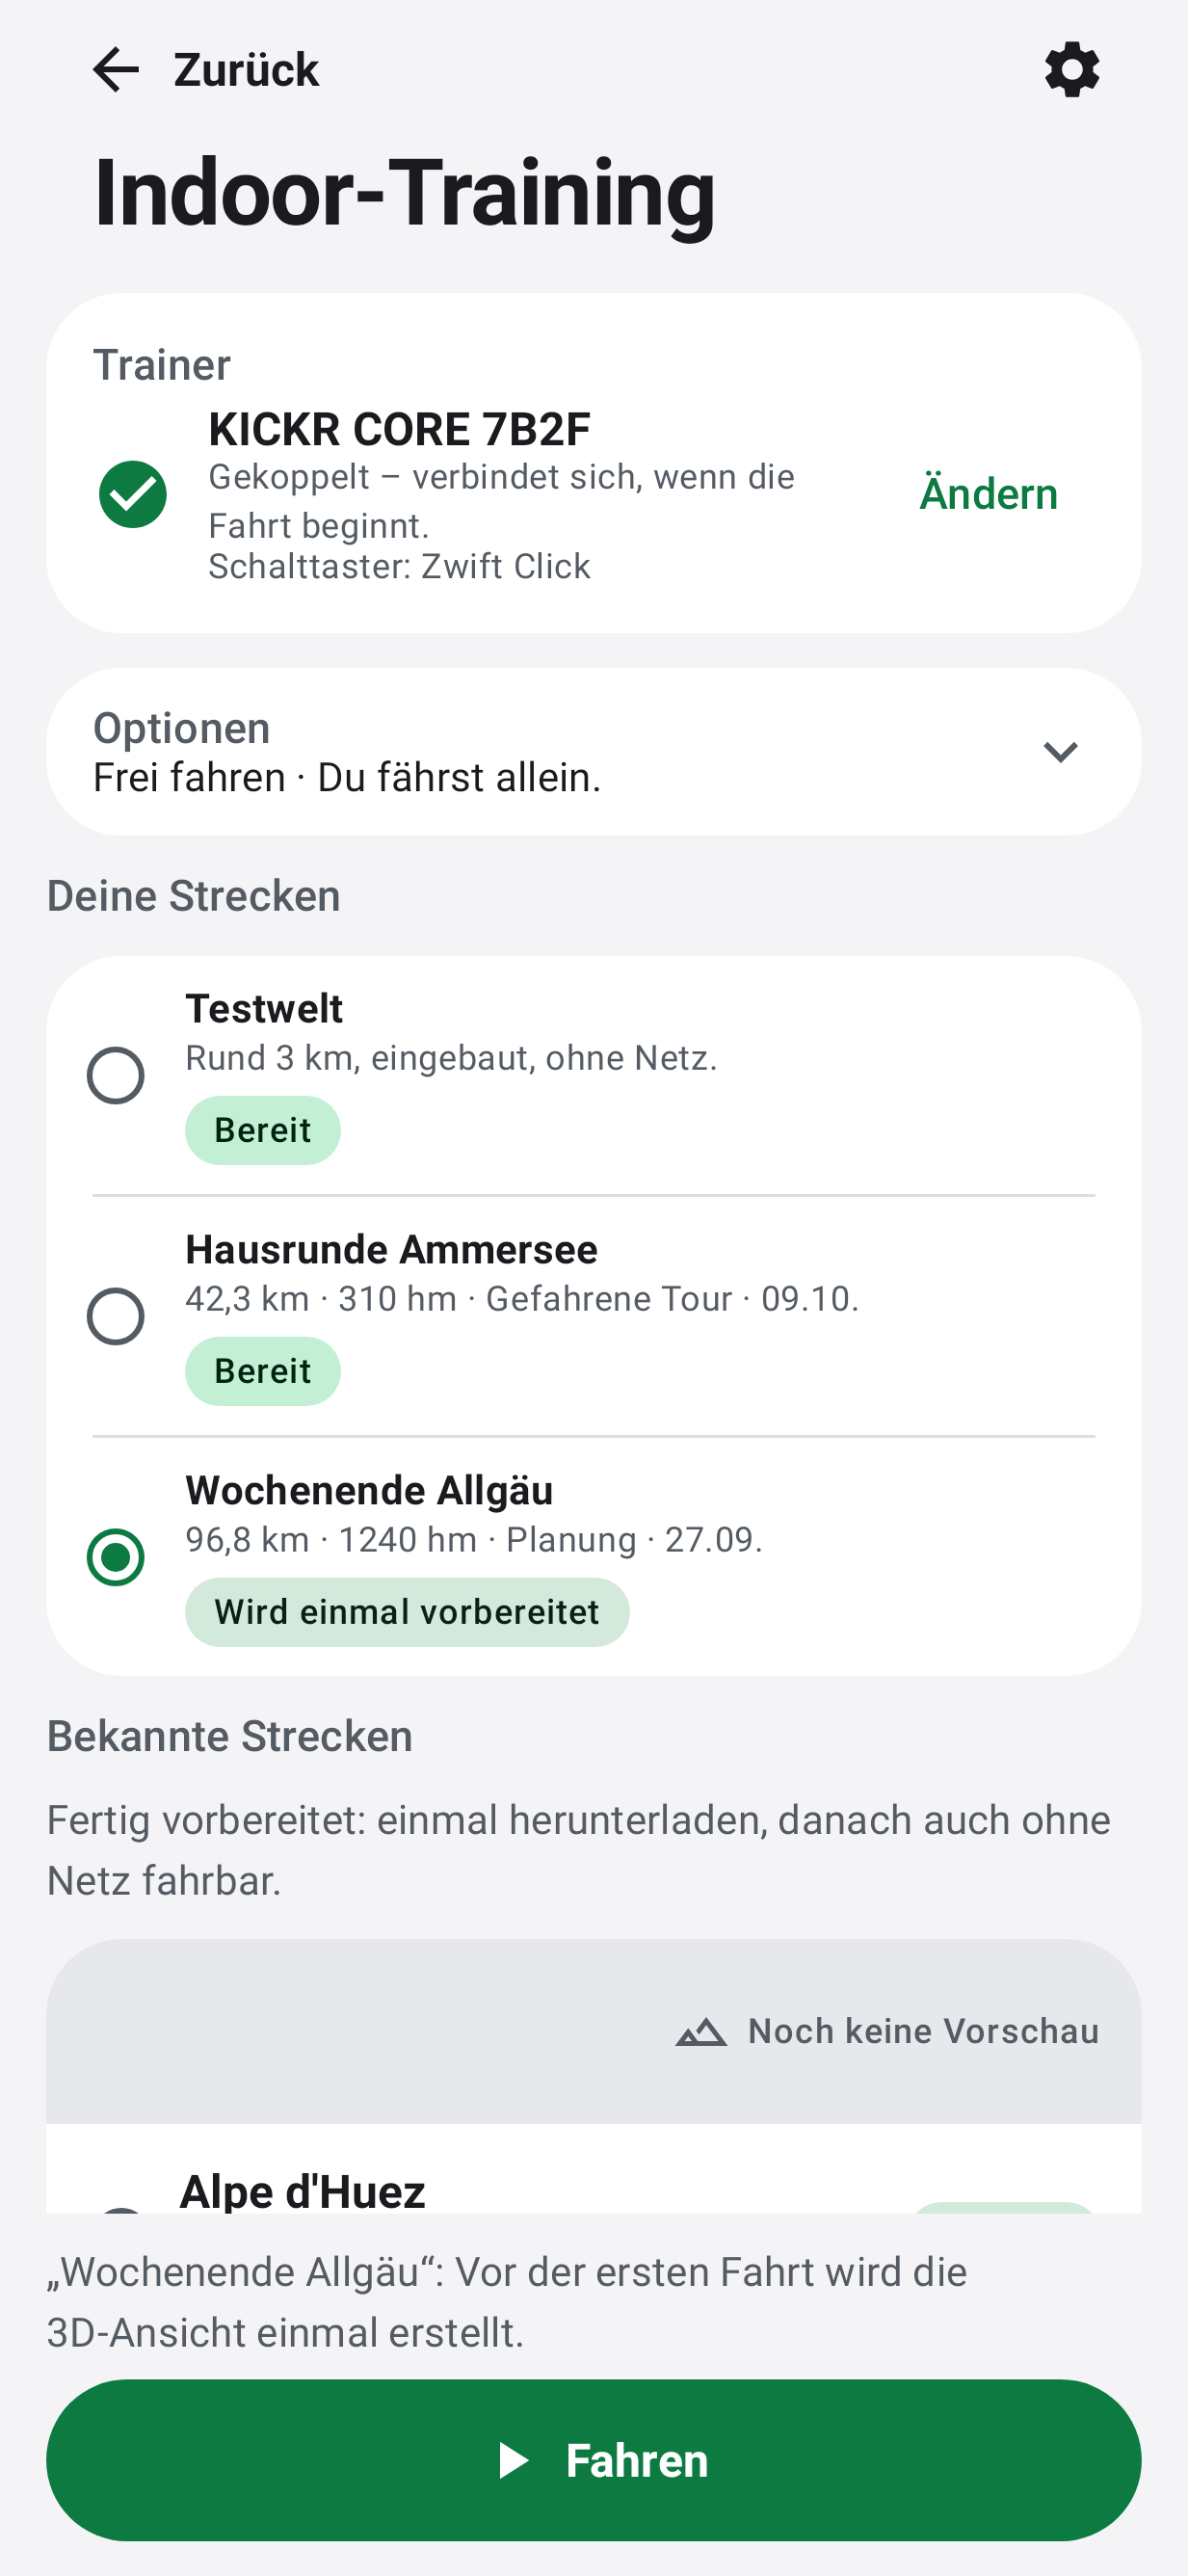 Zurück
Indoor-Training
Trainer
KICKR CORE 7B2F
Gekoppelt – verbindet sich, wenn die
Fahrt beginnt.
Schalttaster: Zwift Click
Ändern
Optionen
Frei fahren · Du fährst allein.
Deine Strecken
Testwelt
Rund 3 km, eingebaut, ohne Netz.
Bereit
Hausrunde Ammersee
42,3 km · 310 hm · Gefahrene Tour · 09.10.
Bereit
Wochenende Allgäu
96,8 km · 1240 hm · Planung · 27.09.
Wird einmal vorbereitet
Bekannte Strecken
Fertig vorbereitet: einmal herunterladen, danach auch ohne
Netz fahrbar.
Noch keine Vorschau
Alpe d'Huez
„Wochenende Allgäu“: Vor der ersten Fahrt wird die
3D-Ansicht einmal erstellt.
Fahren